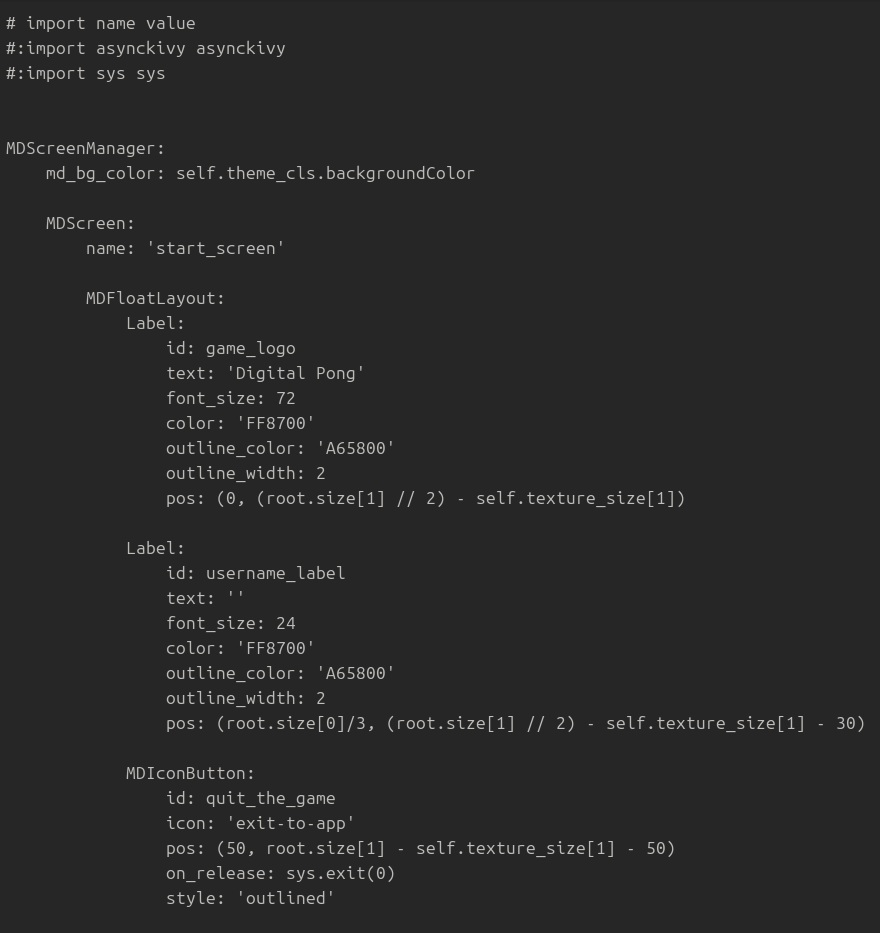 # import name value
#:import asynckivy asynckivy
#:import sys sys
MDScreenManager:
    md_bg_color: self.theme_cls.backgroundColor
    MDScreen:
        name: 'start_screen'
        MDFloatLayout:
            Label:
                id: game_logo
                text: 'Digital Pong'
                font_size: 72
                color: 'FF8700'
                outline_color: 'A65800'
                outline_width: 2
                pos: (0, (root.size[1] // 2) - self.texture_size[1])
            Label:
                id: username_label
                text: ''
                font_size: 24
                color: 'FF8700'
                outline_color: 'A65800'
                outline_width: 2
                pos: (root.size[0]/3, (root.size[1] // 2) - self.texture_size[1] - 30)
            MDIconButton:
                id: quit_the_game
                icon: 'exit-to-app'
                pos: (50, root.size[1] - self.texture_size[1] - 50)
                on_release: sys.exit(0)
                style: 'outlined'